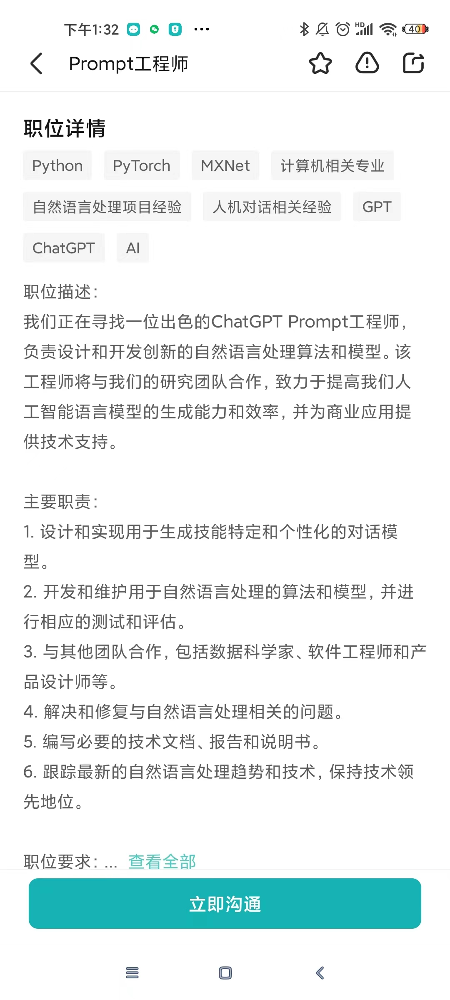 下午1:32 ... HD 40
Prompt工程师
职位详情
Python PyTorch MXNet 计算机相关专业
自然语言处理项目经验 人机对话相关经验 GPT
ChatGPT AI
职位描述：
我们正在寻找一位出色的ChatGPT Prompt工程师，
负责设计和开发创新的自然语言处理算法和模型。该
工程师将与我们的研究团队合作，致力于提高我们人
工智能语言模型的生成能力和效率，并为商业应用提
供技术支持。
主要职责：
1. 设计和实现用于生成技能特定和个性化的对话模
型。
2. 开发和维护用于自然语言处理的算法和模型，并进
行相应的测试和评估。
3. 与其他团队合作，包括数据科学家、软件工程师和产
品设计师等。
4. 解决和修复与自然语言处理相关的问题。
5. 编写必要的技术文档、报告和说明书。
6. 跟踪最新的自然语言处理趋势和技术，保持技术领
先地位。
职位要求：... 查看全部
立即沟通